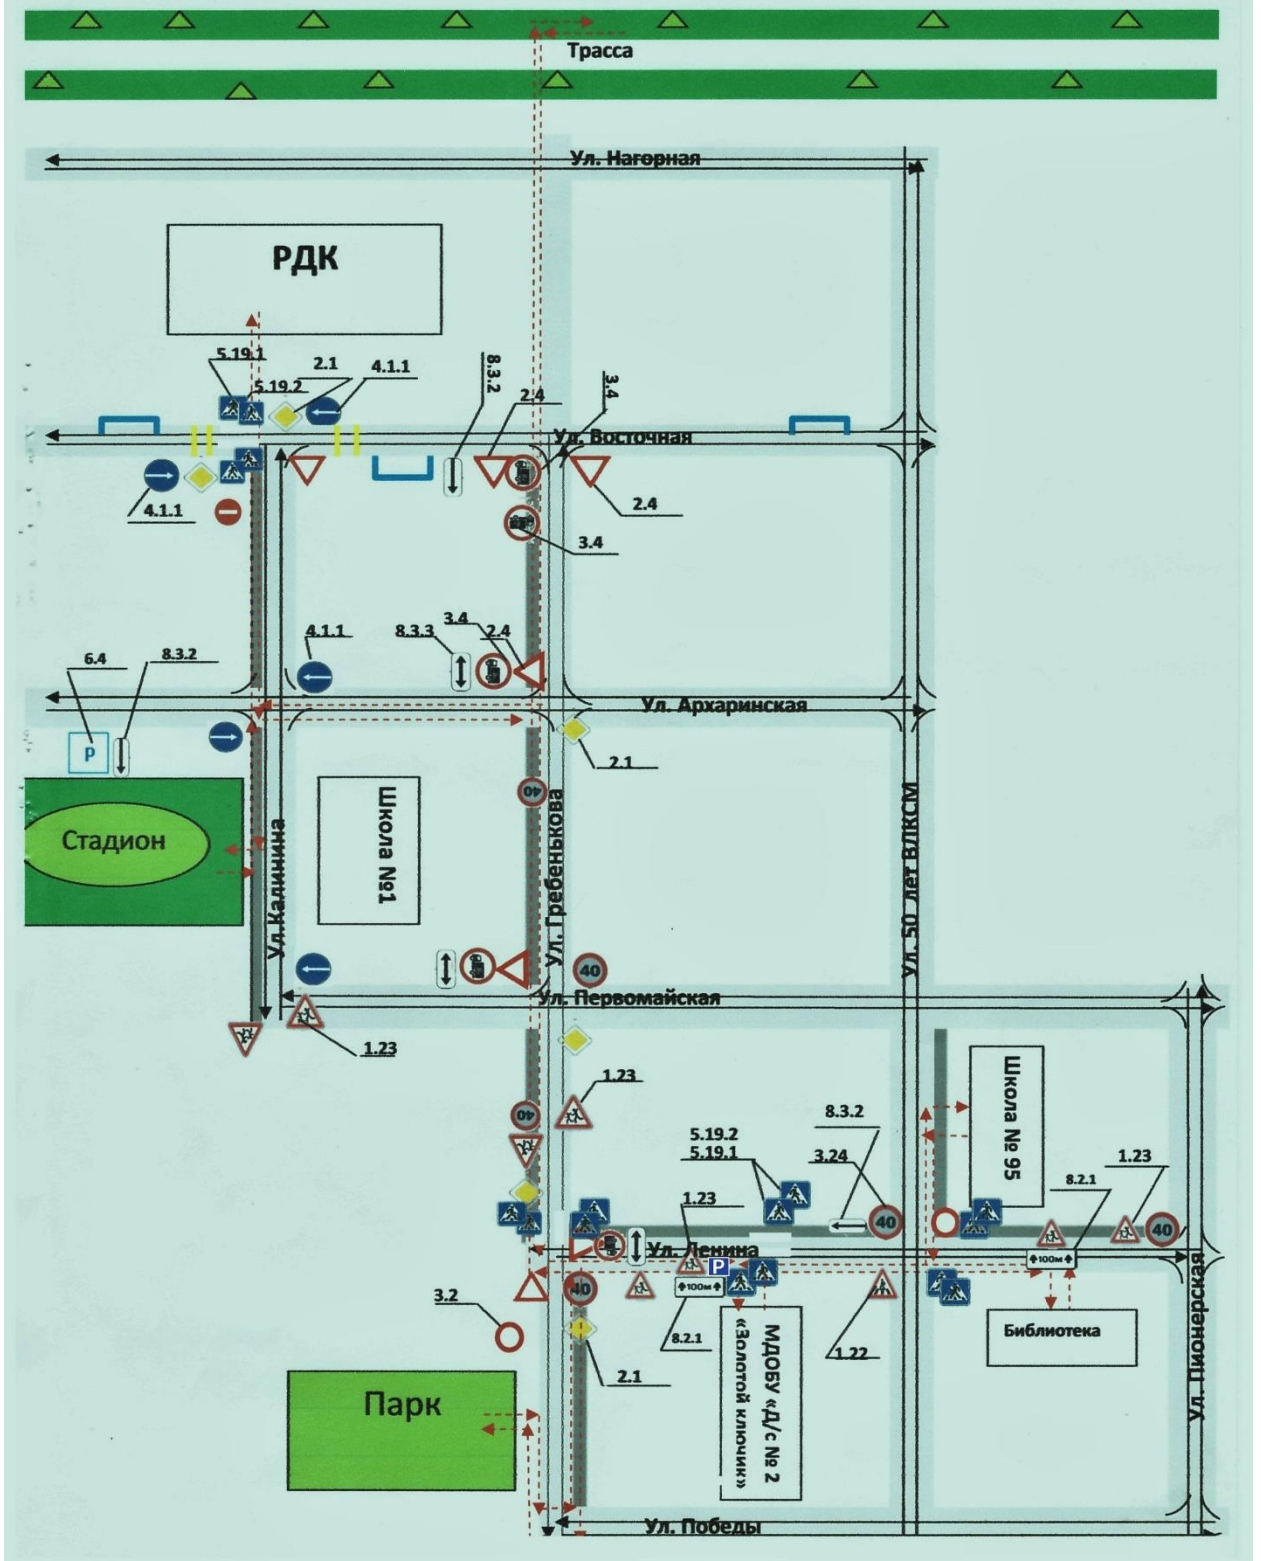 Трасса
Ул. Нагорная
РДК
5.19.1
5.19.2
2.1
4.1.1
8.3.2
2.4
3.4
Ул. Восточная
4.1.1
2.4
3.4
4.1.1
8.3.3
3.4
2.4
6.4
8.3.2
Ул. Архаринская
P
2.1
40
Стадион
Школа №1
Ул.Калинина
Ул. Гребенькова
Ул. 50 лет ВЛКСМ
40
Ул. Первомайская
1.23
1.23
40
Школа № 95
5.19.2
5.19.1
8.3.2
3.24
1.23
8.2.1
1.23
40
40
Ул. Ленина
P
100м
100м
40
3.2
8.2.1
1.22
2.1
МДОБУ «Д/с № 2
«Золотой ключик»
Библиотека
Ул. Пионерская
Парк
Ул. Победы